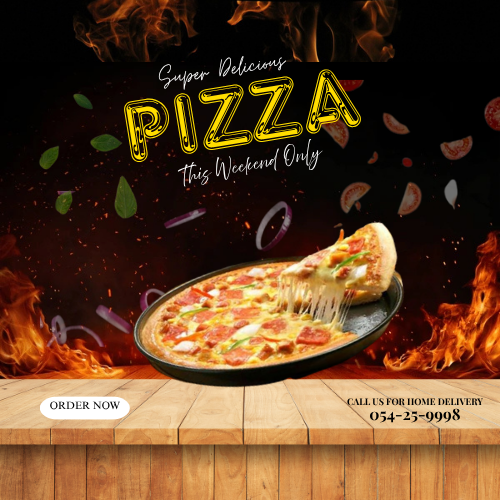 Super Delicious
PIZZA
This Weekend Only
ORDER NOW
CALL US FOR HOME DELIVERY
054-25-9998